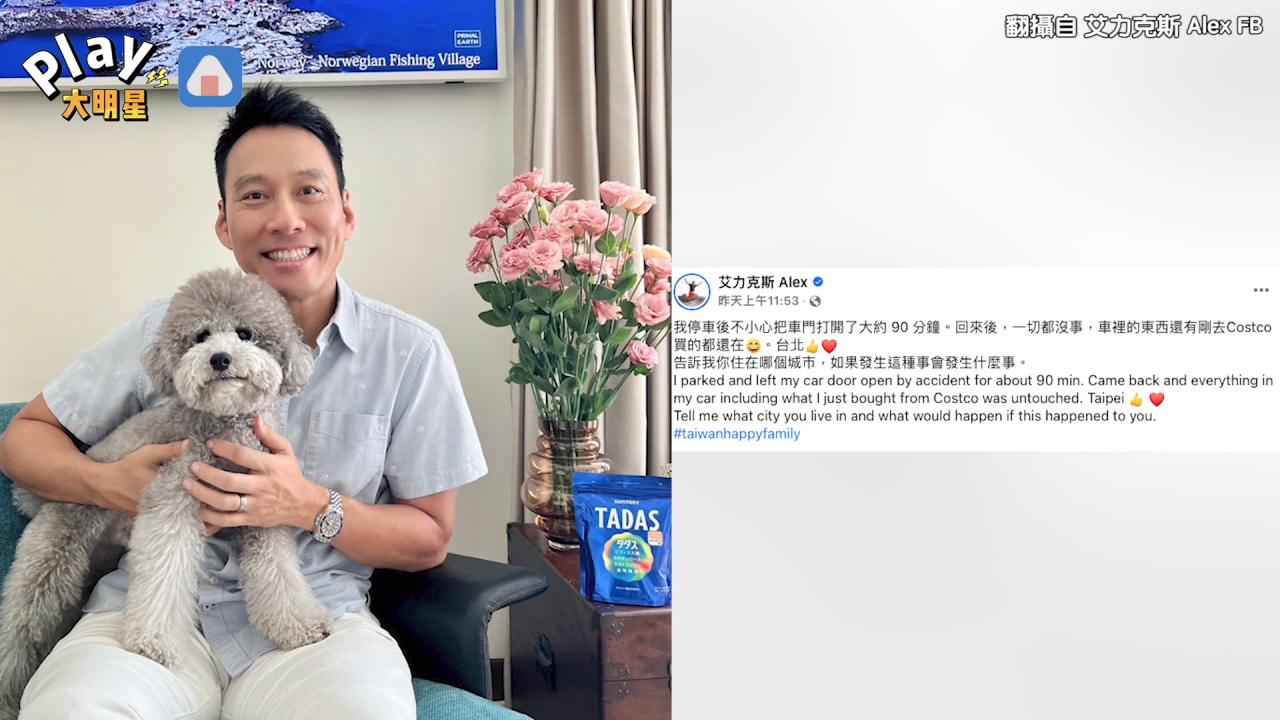 翻攝自 艾力克斯 Alex FB
PRIMAL
EARTH
Norway - Norwegian Fishing Village
Play
大明星
艾力克斯 Alex
昨天上午11:53
我停車後不小心把車門打開了大約 90 分鐘。回來後，一切都沒事，車裡的東西還有剛去Costco
買的都還在😄。台北👍❤️
告訴我你住在哪個城市，如果發生這種事會發生什麼事。
I parked and left my car door open by accident for about 90 min. Came back and everything in
my car including what I just bought from Costco was untouched. Taipei 👍 ❤️
Tell me what city you live in and what would happen if this happened to you.
#taiwanhappyfamily
SUNTORY
TADAS
タダス